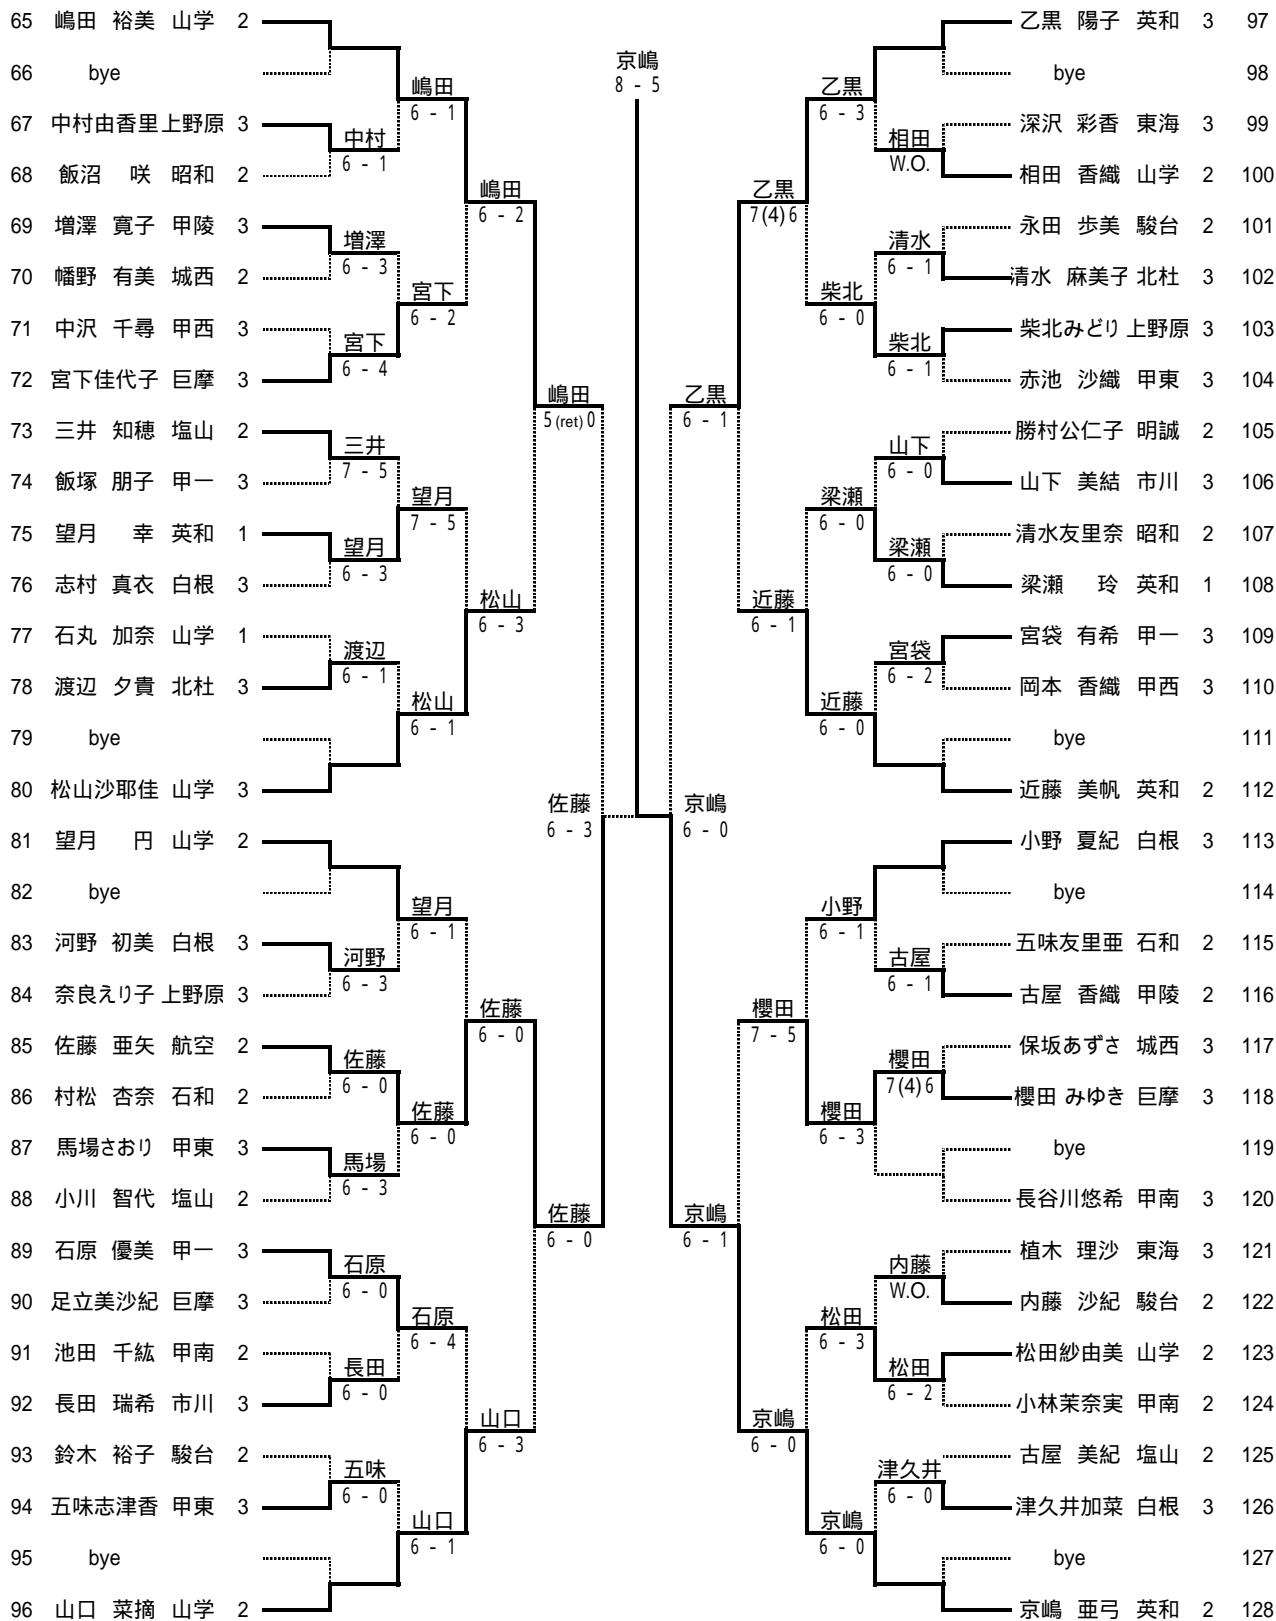 65 嶋田 裕美 山学 2
66 bye
67 中村由香里 上野原 3
68 飯沼 咲 昭和 2
69 増澤 寛子 甲陵 3
70 幡野 有美 城西 2
71 中沢 千尋 甲西 3
72 宮下佳代子 巨摩 3
73 三井 知穂 塩山 2
74 飯塚 朋子 甲一 3
75 望月 幸 英和 1
76 志村 真衣 白根 3
77 石丸 加奈 山学 1
78 渡辺 夕貴 北杜 3
79 bye
80 松山沙耶佳 山学 3
81 望月 円 山学 2
82 bye
83 河野 初美 白根 3
84 奈良えり子 上野原 3
85 佐藤 亜矢 航空 2
86 村松 杏奈 石和 2
87 馬場さおり 甲東 3
88 小川 智代 塩山 2
89 石原 優美 甲一 3
90 足立美沙紀 巨摩 3
91 池田 千紘 甲南 2
92 長田 瑞希 市川 3
93 鈴木 裕子 駿台 2
94 五味志津香 甲東 3
95 bye
96 山口 菜摘 山学 2
中村
6 - 1
増澤
6 - 3
宮下
6 - 4
三井
7 - 5
望月
6 - 3
渡辺
6 - 1
河野
6 - 3
佐藤
6 - 0
馬場
6 - 3
石原
6 - 0
長田
6 - 0
五味
6 - 0
嶋田
6 - 1
宮下
6 - 2
望月
7 - 5
松山
6 - 1
望月
6 - 1
佐藤
6 - 0
石原
6 - 4
山口
6 - 1
嶋田
6 - 2
松山
6 - 3
佐藤
6 - 0
山口
6 - 3
嶋田
5 (ret) 0
佐藤
6 - 0
佐藤
6 - 3
京嶋
8 - 5
京嶋
6 - 0
乙黒
6 - 1
京嶋
6 - 1
乙黒
7 (4) 6
近藤
6 - 1
櫻田
7 - 5
京嶋
6 - 0
乙黒
6 - 3
柴北
6 - 0
梁瀬
6 - 0
近藤
6 - 0
小野
6 - 1
櫻田
6 - 3
松田
6 - 3
京嶋
6 - 0
相田
W.O.
清水
6 - 1
柴北
6 - 1
山下
6 - 0
梁瀬
6 - 0
宮袋
6 - 2
古屋
6 - 1
櫻田
7 (4) 6
内藤
W.O.
松田
6 - 2
津久井
6 - 0
乙黒 陽子 英和 3 97
bye 98
深沢 彩香 東海 3 99
相田 香織 山学 2 100
永田 歩美 駿台 2 101
清水 麻美子 北杜 3 102
柴北みどり 上野原 3 103
赤池 沙織 甲東 3 104
勝村公仁子 明誠 2 105
山下 美結 市川 3 106
清水友里奈 昭和 2 107
梁瀬 玲 英和 1 108
宮袋 有希 甲一 3 109
岡本 香織 甲西 3 110
bye 111
近藤 美帆 英和 2 112
小野 夏紀 白根 3 113
bye 114
五味友里亜 石和 2 115
古屋 香織 甲陵 2 116
保坂あずさ 城西 3 117
櫻田 みゆき 巨摩 3 118
bye 119
長谷川悠希 甲南 3 120
植木 理沙 東海 3 121
内藤 沙紀 駿台 2 122
松田紗由美 山学 2 123
小林茉奈実 甲南 2 124
古屋 美紀 塩山 2 125
津久井加菜 白根 3 126
bye 127
京嶋 亜弓 英和 2 128